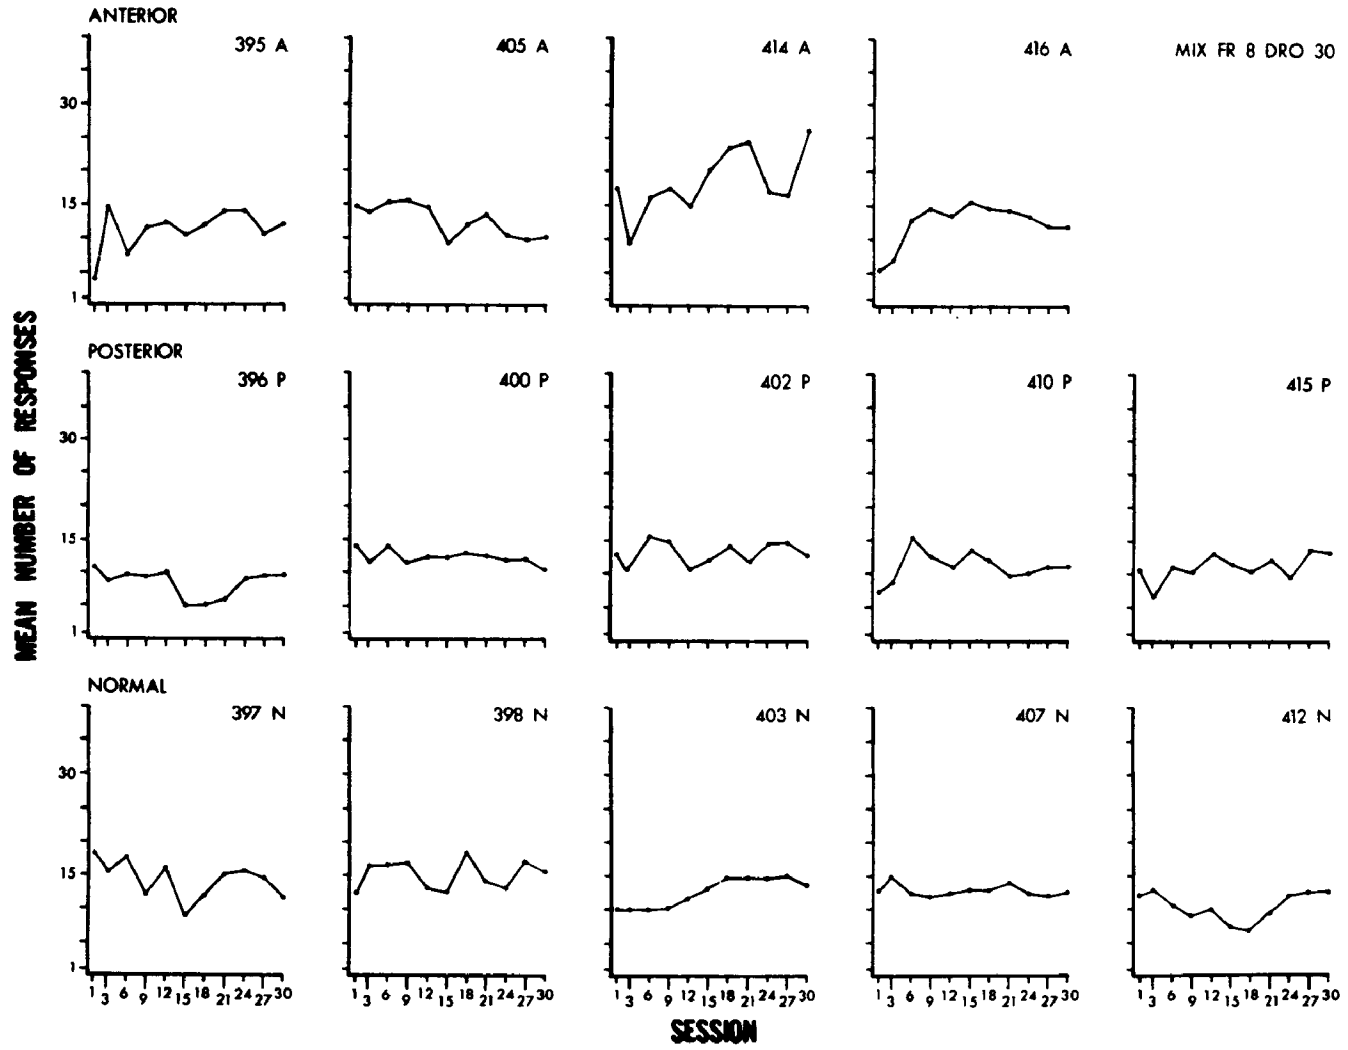 ANTERIOR
395 A
405 A
414 A
416 A
MIX FR 8 DRO 30
30
15
1
POSTERIOR
396 P
400 P
402 P
410 P
415 P
30
15
1
NORMAL
397 N
398 N
403 N
407 N
412 N
30
15
1
1 3 6 9 12 15 18 21 24 27 30
1 3 6 9 12 15 18 21 24 27 30
1 3 6 9 12 15 18 21 24 27 30
1 3 6 9 12 15 18 21 24 27 30
1 3 6 9 12 15 18 21 24 27 30
MEAN NUMBER OF RESPONSES
SESSION